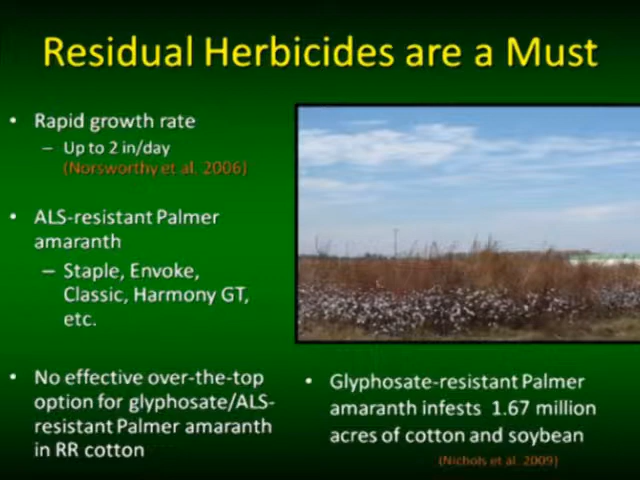 Residual Herbicides are a Must
• Rapid growth rate
– Up to 2 in/day
(Norsworthy et al. 2006)
• ALS-resistant Palmer
amaranth
– Staple, Envoke,
Classic, Harmony GT,
etc.
• No effective over-the-top
option for glyphosate/ALS-
resistant Palmer amaranth
in RR cotton
• Glyphosate-resistant Palmer
amaranth infests 1.67 million
acres of cotton and soybean
(Nichols et al. 2009)